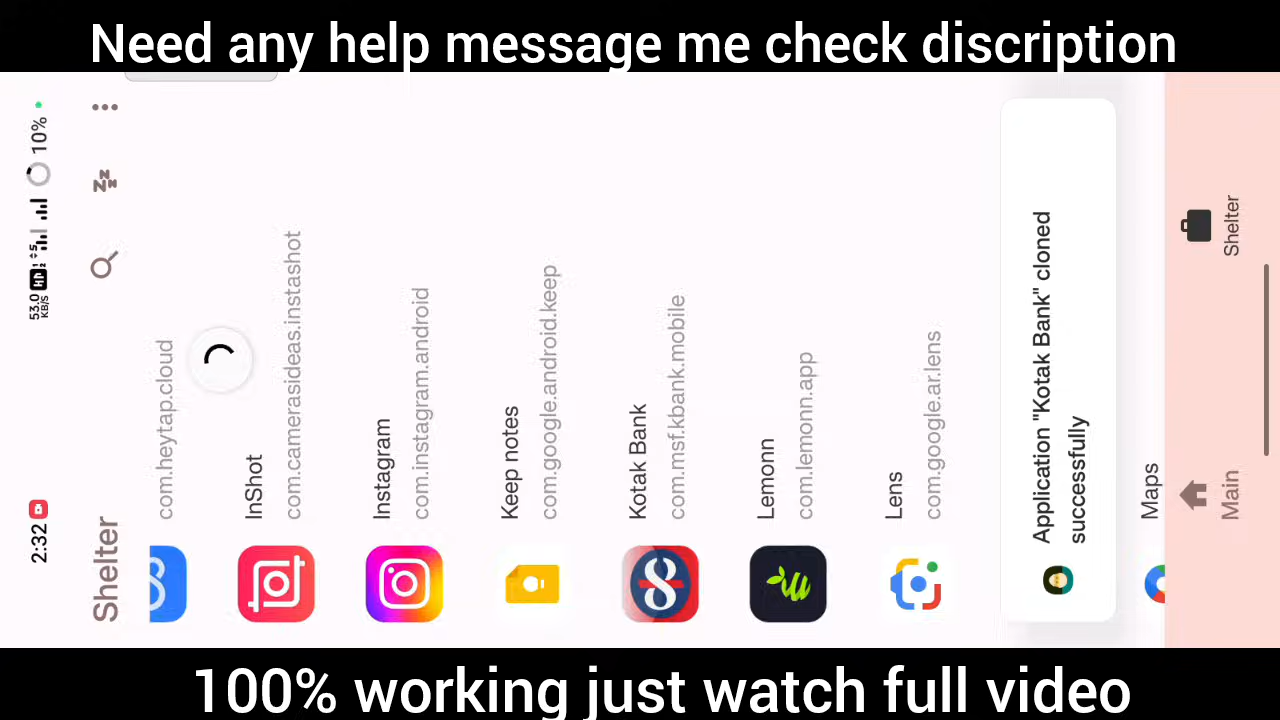 Need any help message me check discription
2:32
53.0
KB/S
10%
Shelter
com.heytap.cloud
InShot
com.camerasideas.instashot
Instagram
com.instagram.android
Keep notes
com.google.android.keep
Kotak Bank
com.msf.kbank.mobile
Lemonn
com.lemonn.app
Lens
com.google.ar.lens
Application "Kotak Bank" cloned
successfully
Maps
Main
Shelter
100% working just watch full video